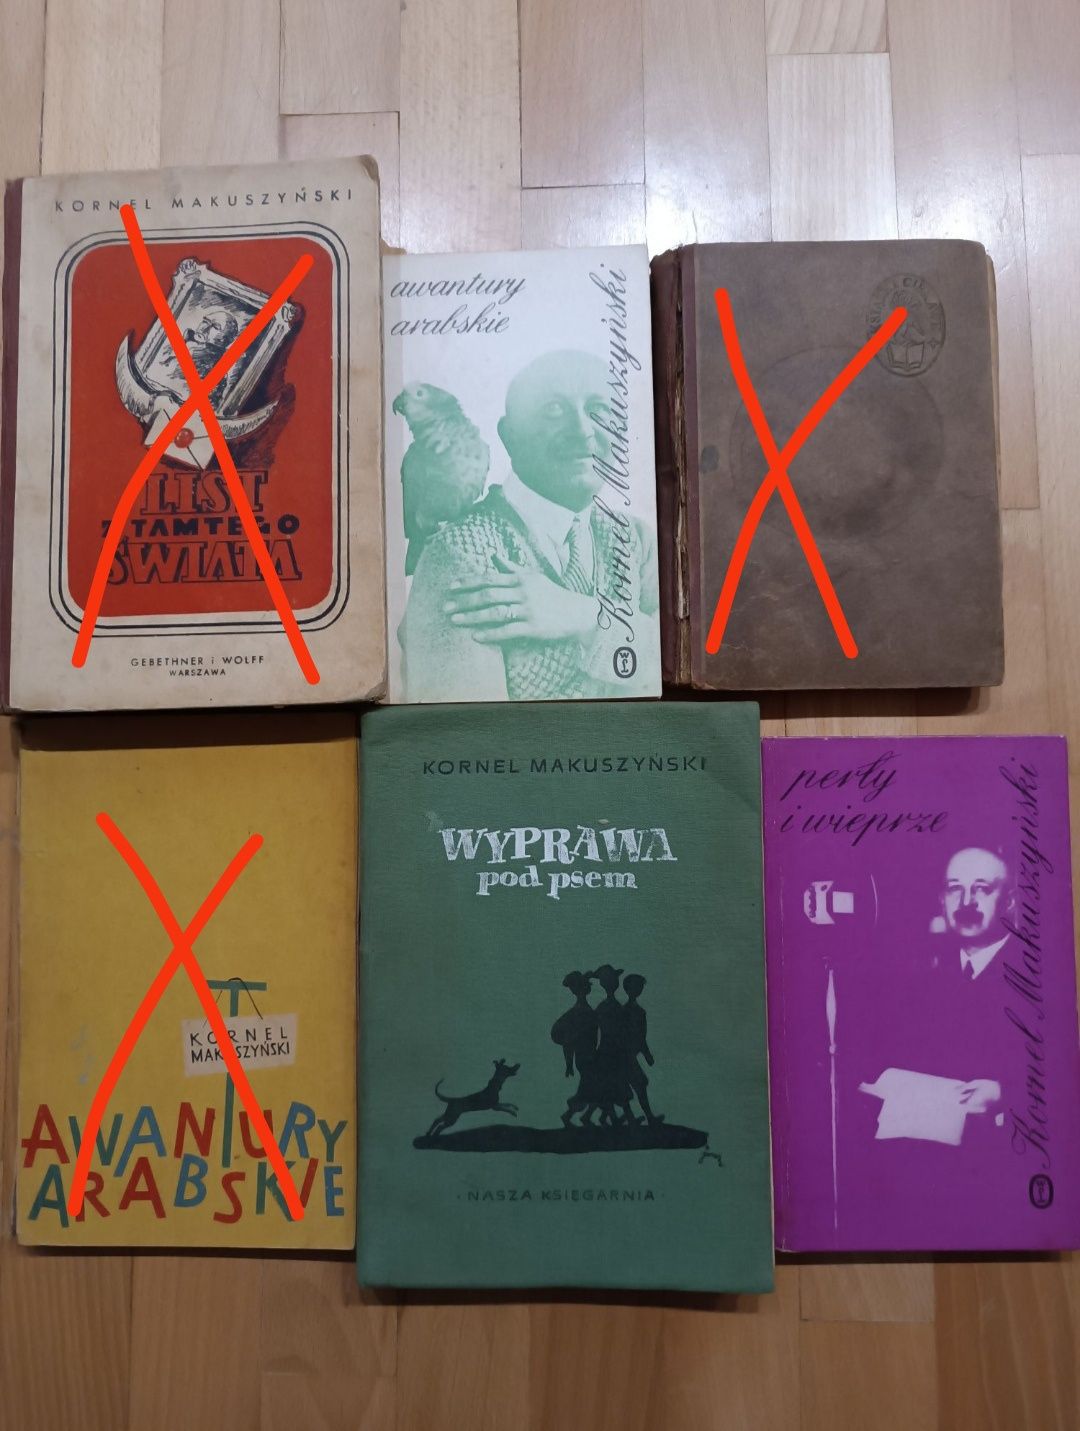 KORNEL MAKUSZYŃSKI
LIST
Z TAMTEGO
ŚWIATA
GEBETHNER i WOLFF
WARSZAWA
awantury
arabskie
Kornel Makuszyński
KORNEL
MAKUSZYŃSKI
AWANTURY
ARABSKIE
KORNEL MAKUSZYŃSKI
WYPRAWA
pod psem
· NASZA KSIĘGARNIA ·
perły
i wieprze
Kornel Makuszyński